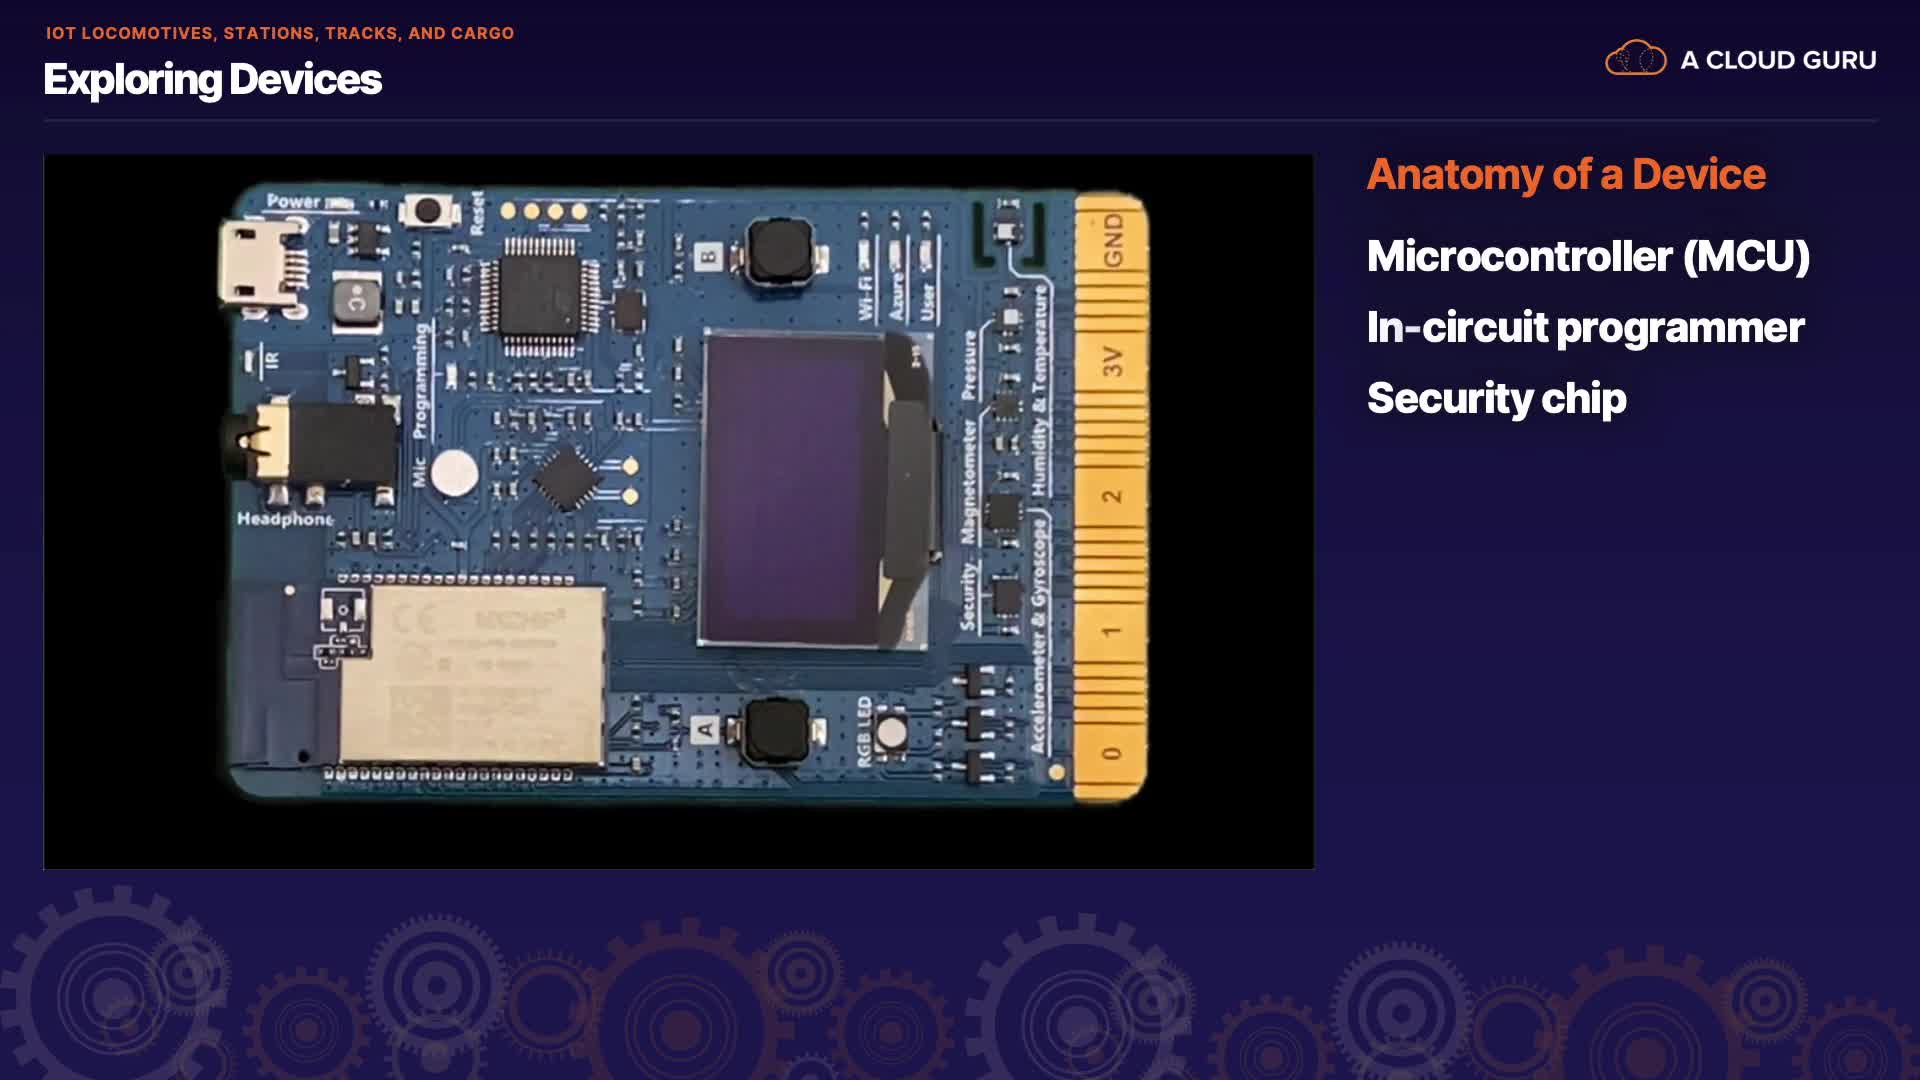 IOT LOCOMOTIVES, STATIONS, TRACKS, AND CARGO
Exploring Devices
A CLOUD GURU
Anatomy of a Device
Microcontroller (MCU)
In-circuit programmer
Security chip
Power
Reset
B
Wi-Fi
Azure
User
GND
IR
Programming
Mic
Headphone
Pressure
Magnetometer
Security
Humidity & Temperature
Accelerometer & Gyroscope
3V
2
1
0
A
RGB LED
CE